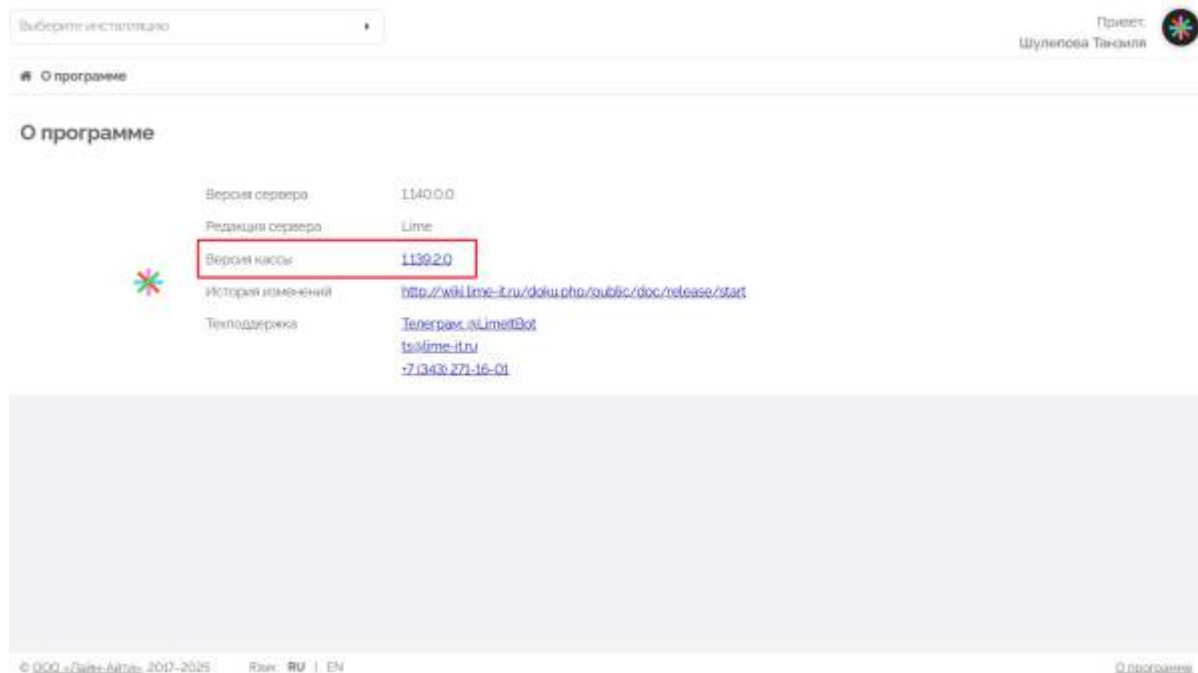 Выберите инсталляцию
Привет,
Шулепова Танзиля
О программе
О программе
Версия сервера 1.140.0.0
Редакция сервера Lime
Версия кассы 1.139.2.0
История изменений http://wiki.lime-it.ru/doku.php/public/doc/release/start
Техподдержка Телеграм: @LimeItBot
ts@lime-it.ru
+7 (343) 271-16-01
© ООО «Лайм-Айти», 2017-2025 Язык: RU | EN
О программе